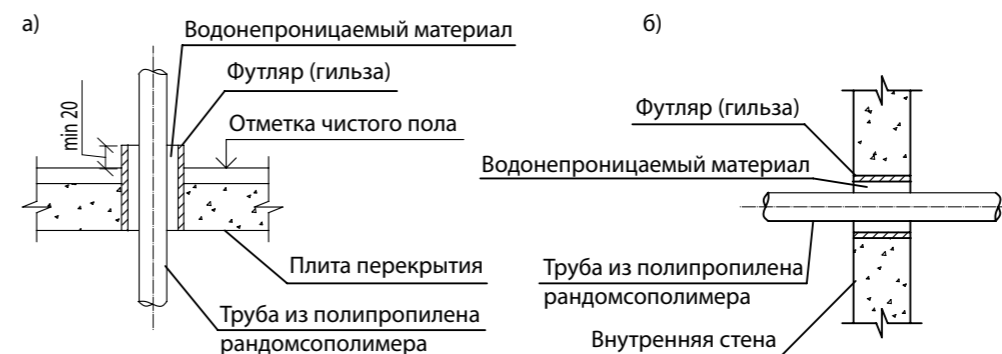 а)
Водонепроницаемый материал
Футляр (гильза)
Отметка чистого пола
min 20
Плита перекрытия
Труба из полипропилена
рандомсополимера
б)
Футляр (гильза)
Водонепроницаемый материал
Труба из полипропилена
рандомсополимера
Внутренняя стена